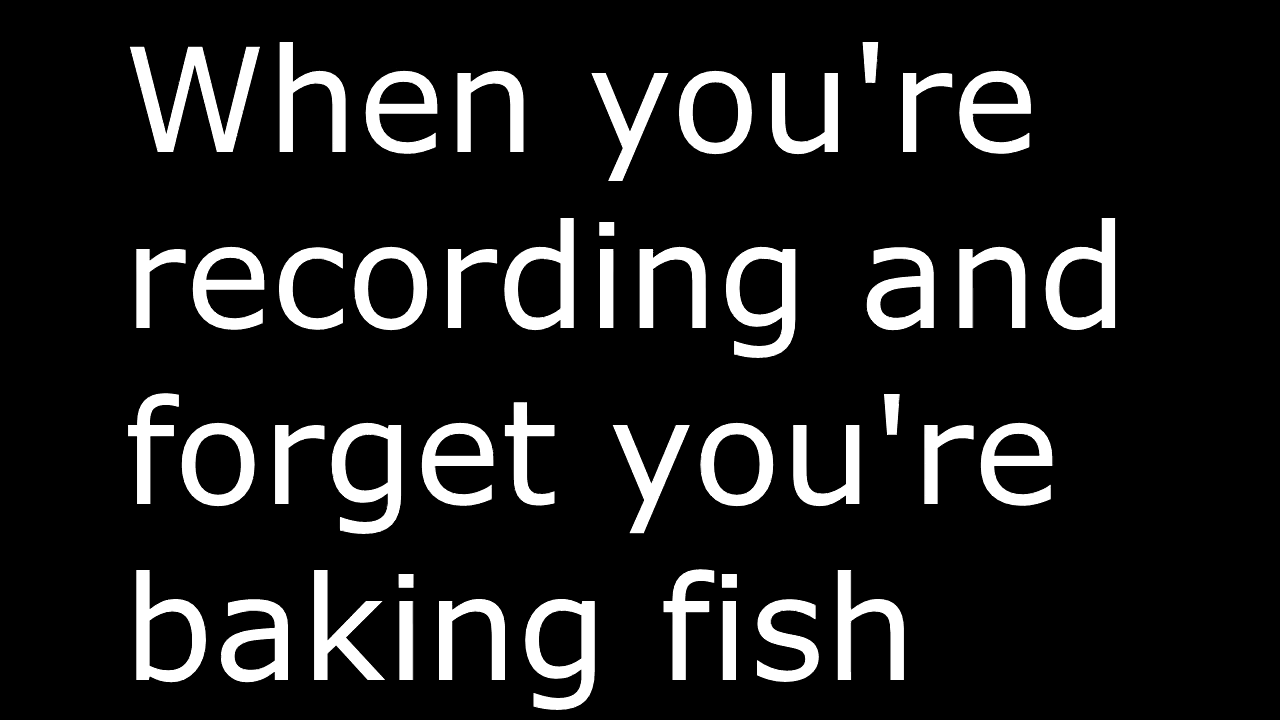 When you're
recording and
forget you're
baking fish